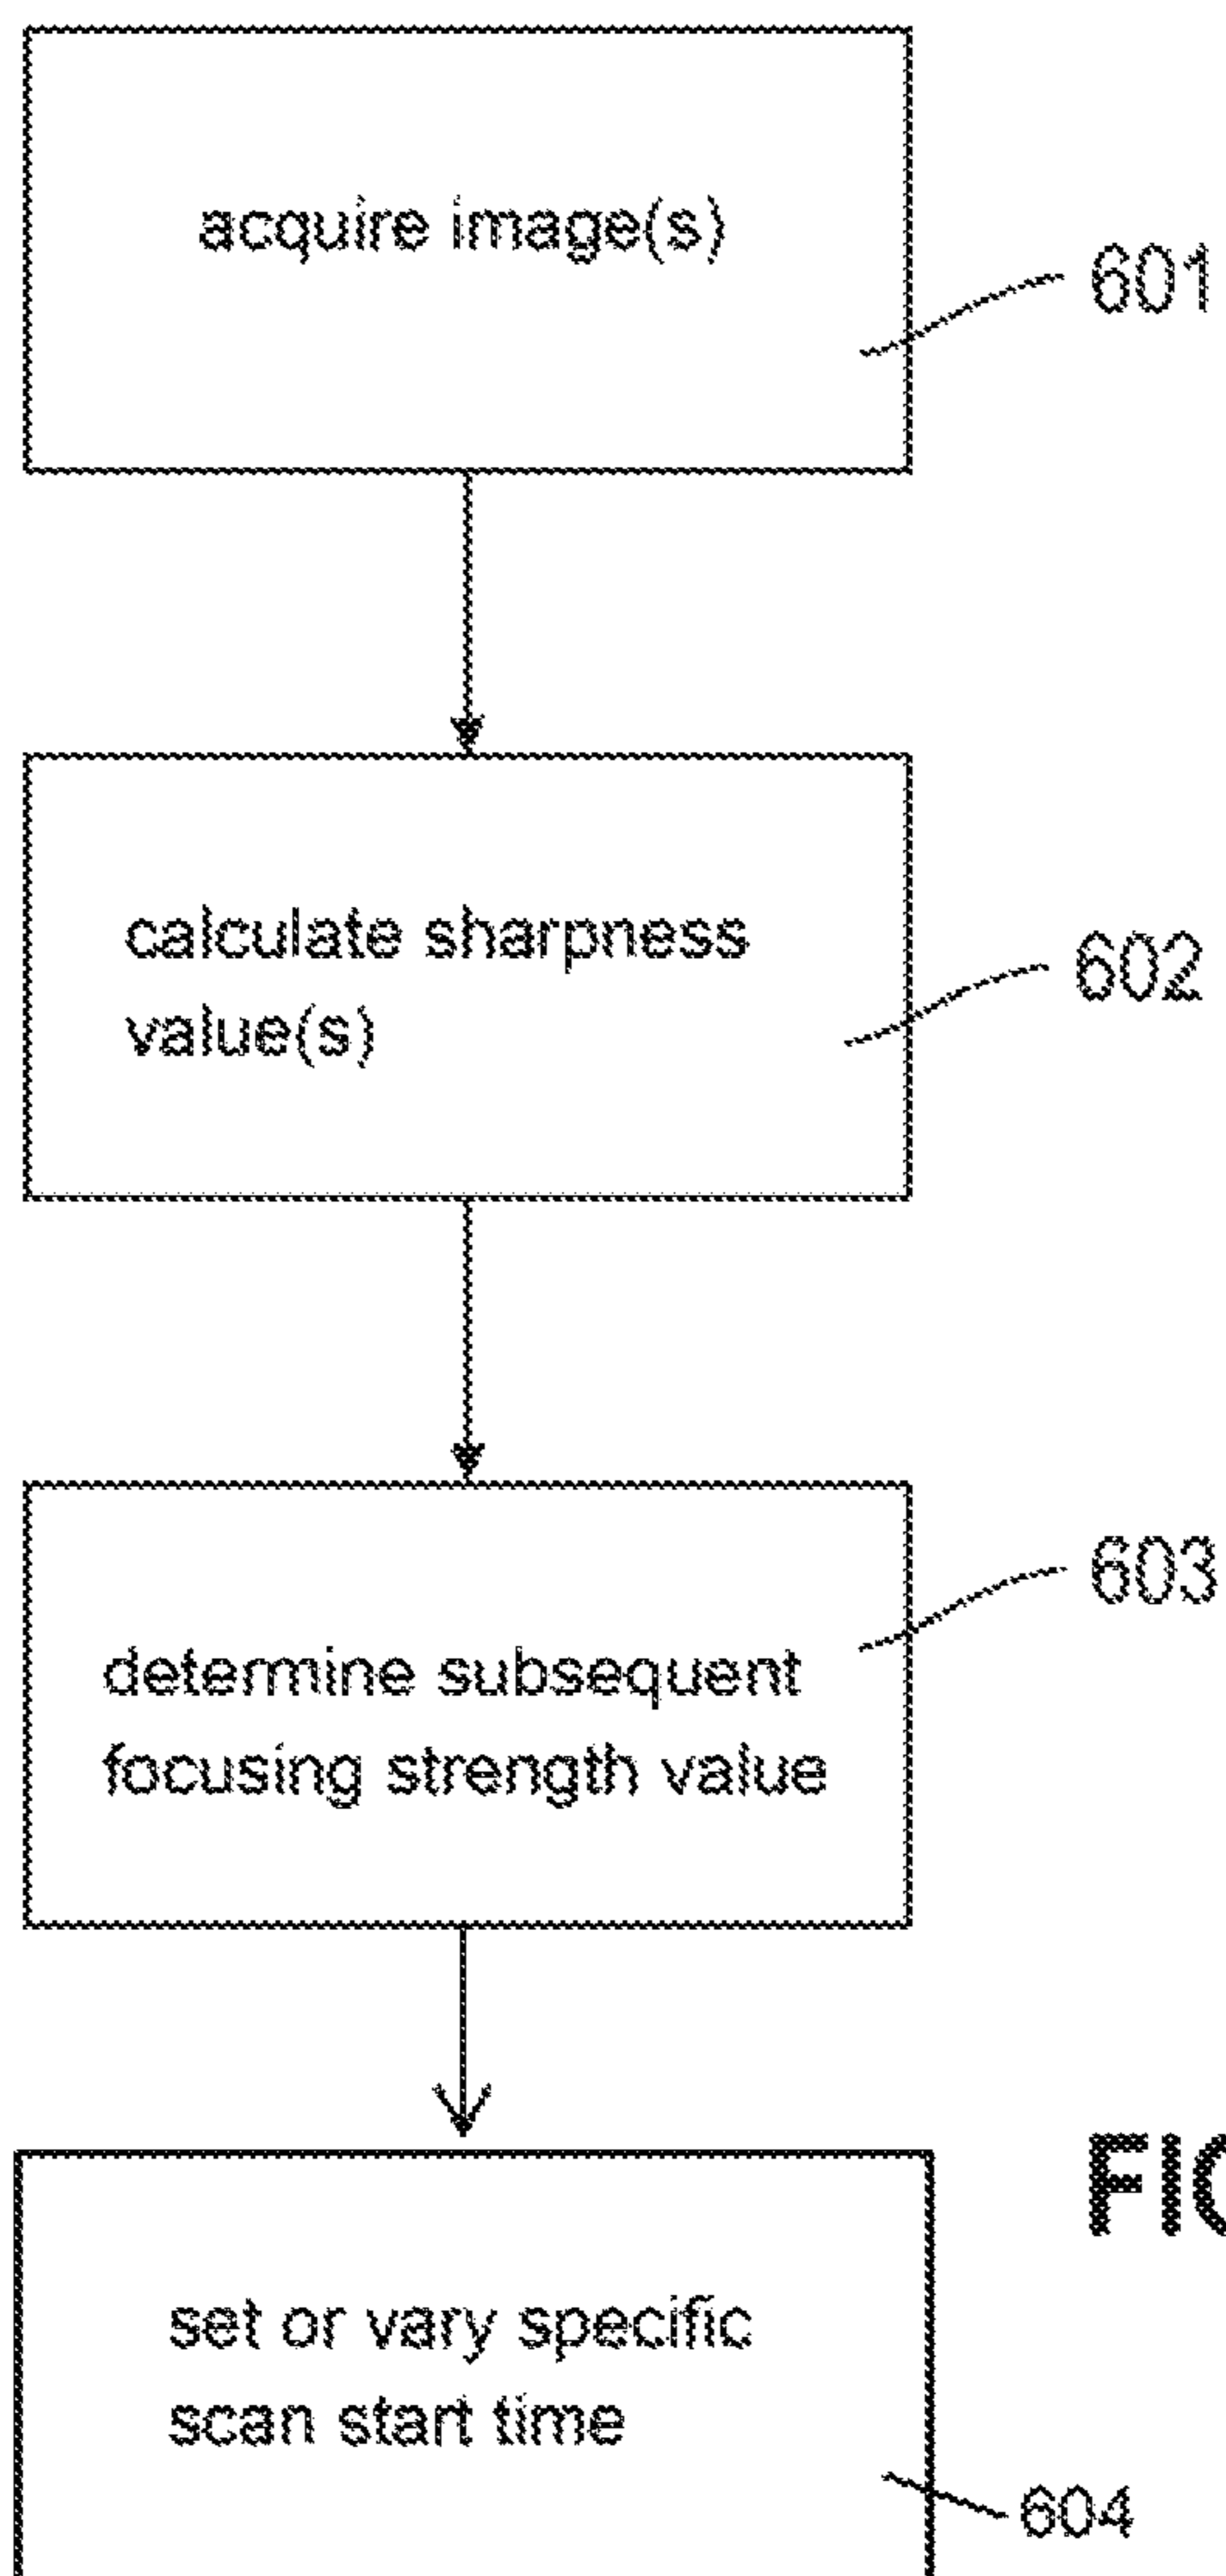 acquire image(s)
601
calculate sharpness
value(s)
602
603
determine subsequent
focusing strength value
set or vary specific
scan start time
604